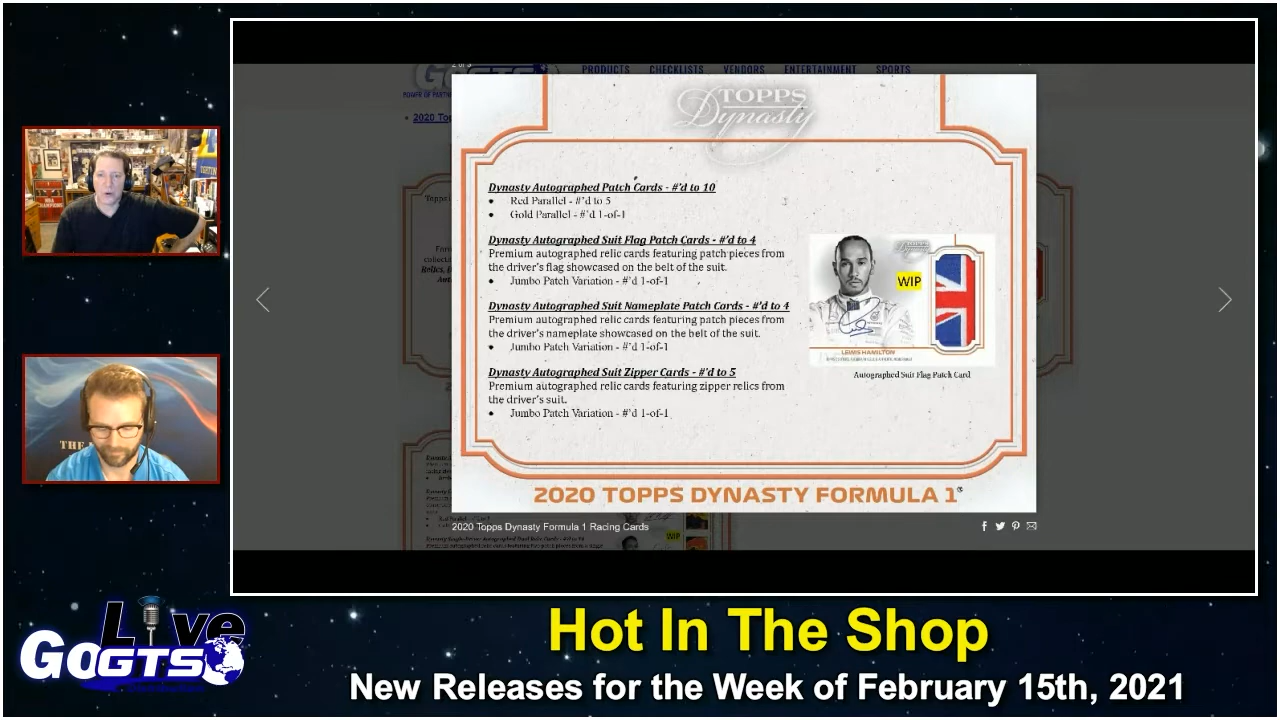 PRODUCTS CHECKLISTS VENDORS ENTERTAINMENT SPORTS
TOPPS
Dynasty
Dynasty Autographed Patch Cards - #'d to 10
• Red Parallel - #'d to 5
• Gold Parallel - #'d 1-of-1
Dynasty Autographed Suit Flag Patch Cards - #'d to 4
Premium autographed relic cards featuring patch pieces from
the driver's flag showcased on the belt of the suit.
• Jumbo Patch Variation - #'d 1-of-1
Dynasty Autographed Suit Nameplate Patch Cards - #'d to 4
Premium autographed relic cards featuring patch pieces from
the driver's nameplate showcased on the belt of the suit.
• Jumbo Patch Variation - #'d 1-of-1
Dynasty Autographed Suit Zipper Cards - #'d to 5
Premium autographed relic cards featuring zipper relics from
the driver's suit.
• Jumbo Patch Variation - #'d 1-of-1
Dynasty
WIP
LEWIS HAMILTON
Autographed Suit Flag Patch Card
2020 TOPPS DYNASTY FORMULA 1®
2020 Topps Dynasty Formula 1 Racing Cards
WIP
THE
Live
GOGTS
Hot In The Shop
New Releases for the Week of February 15th, 2021